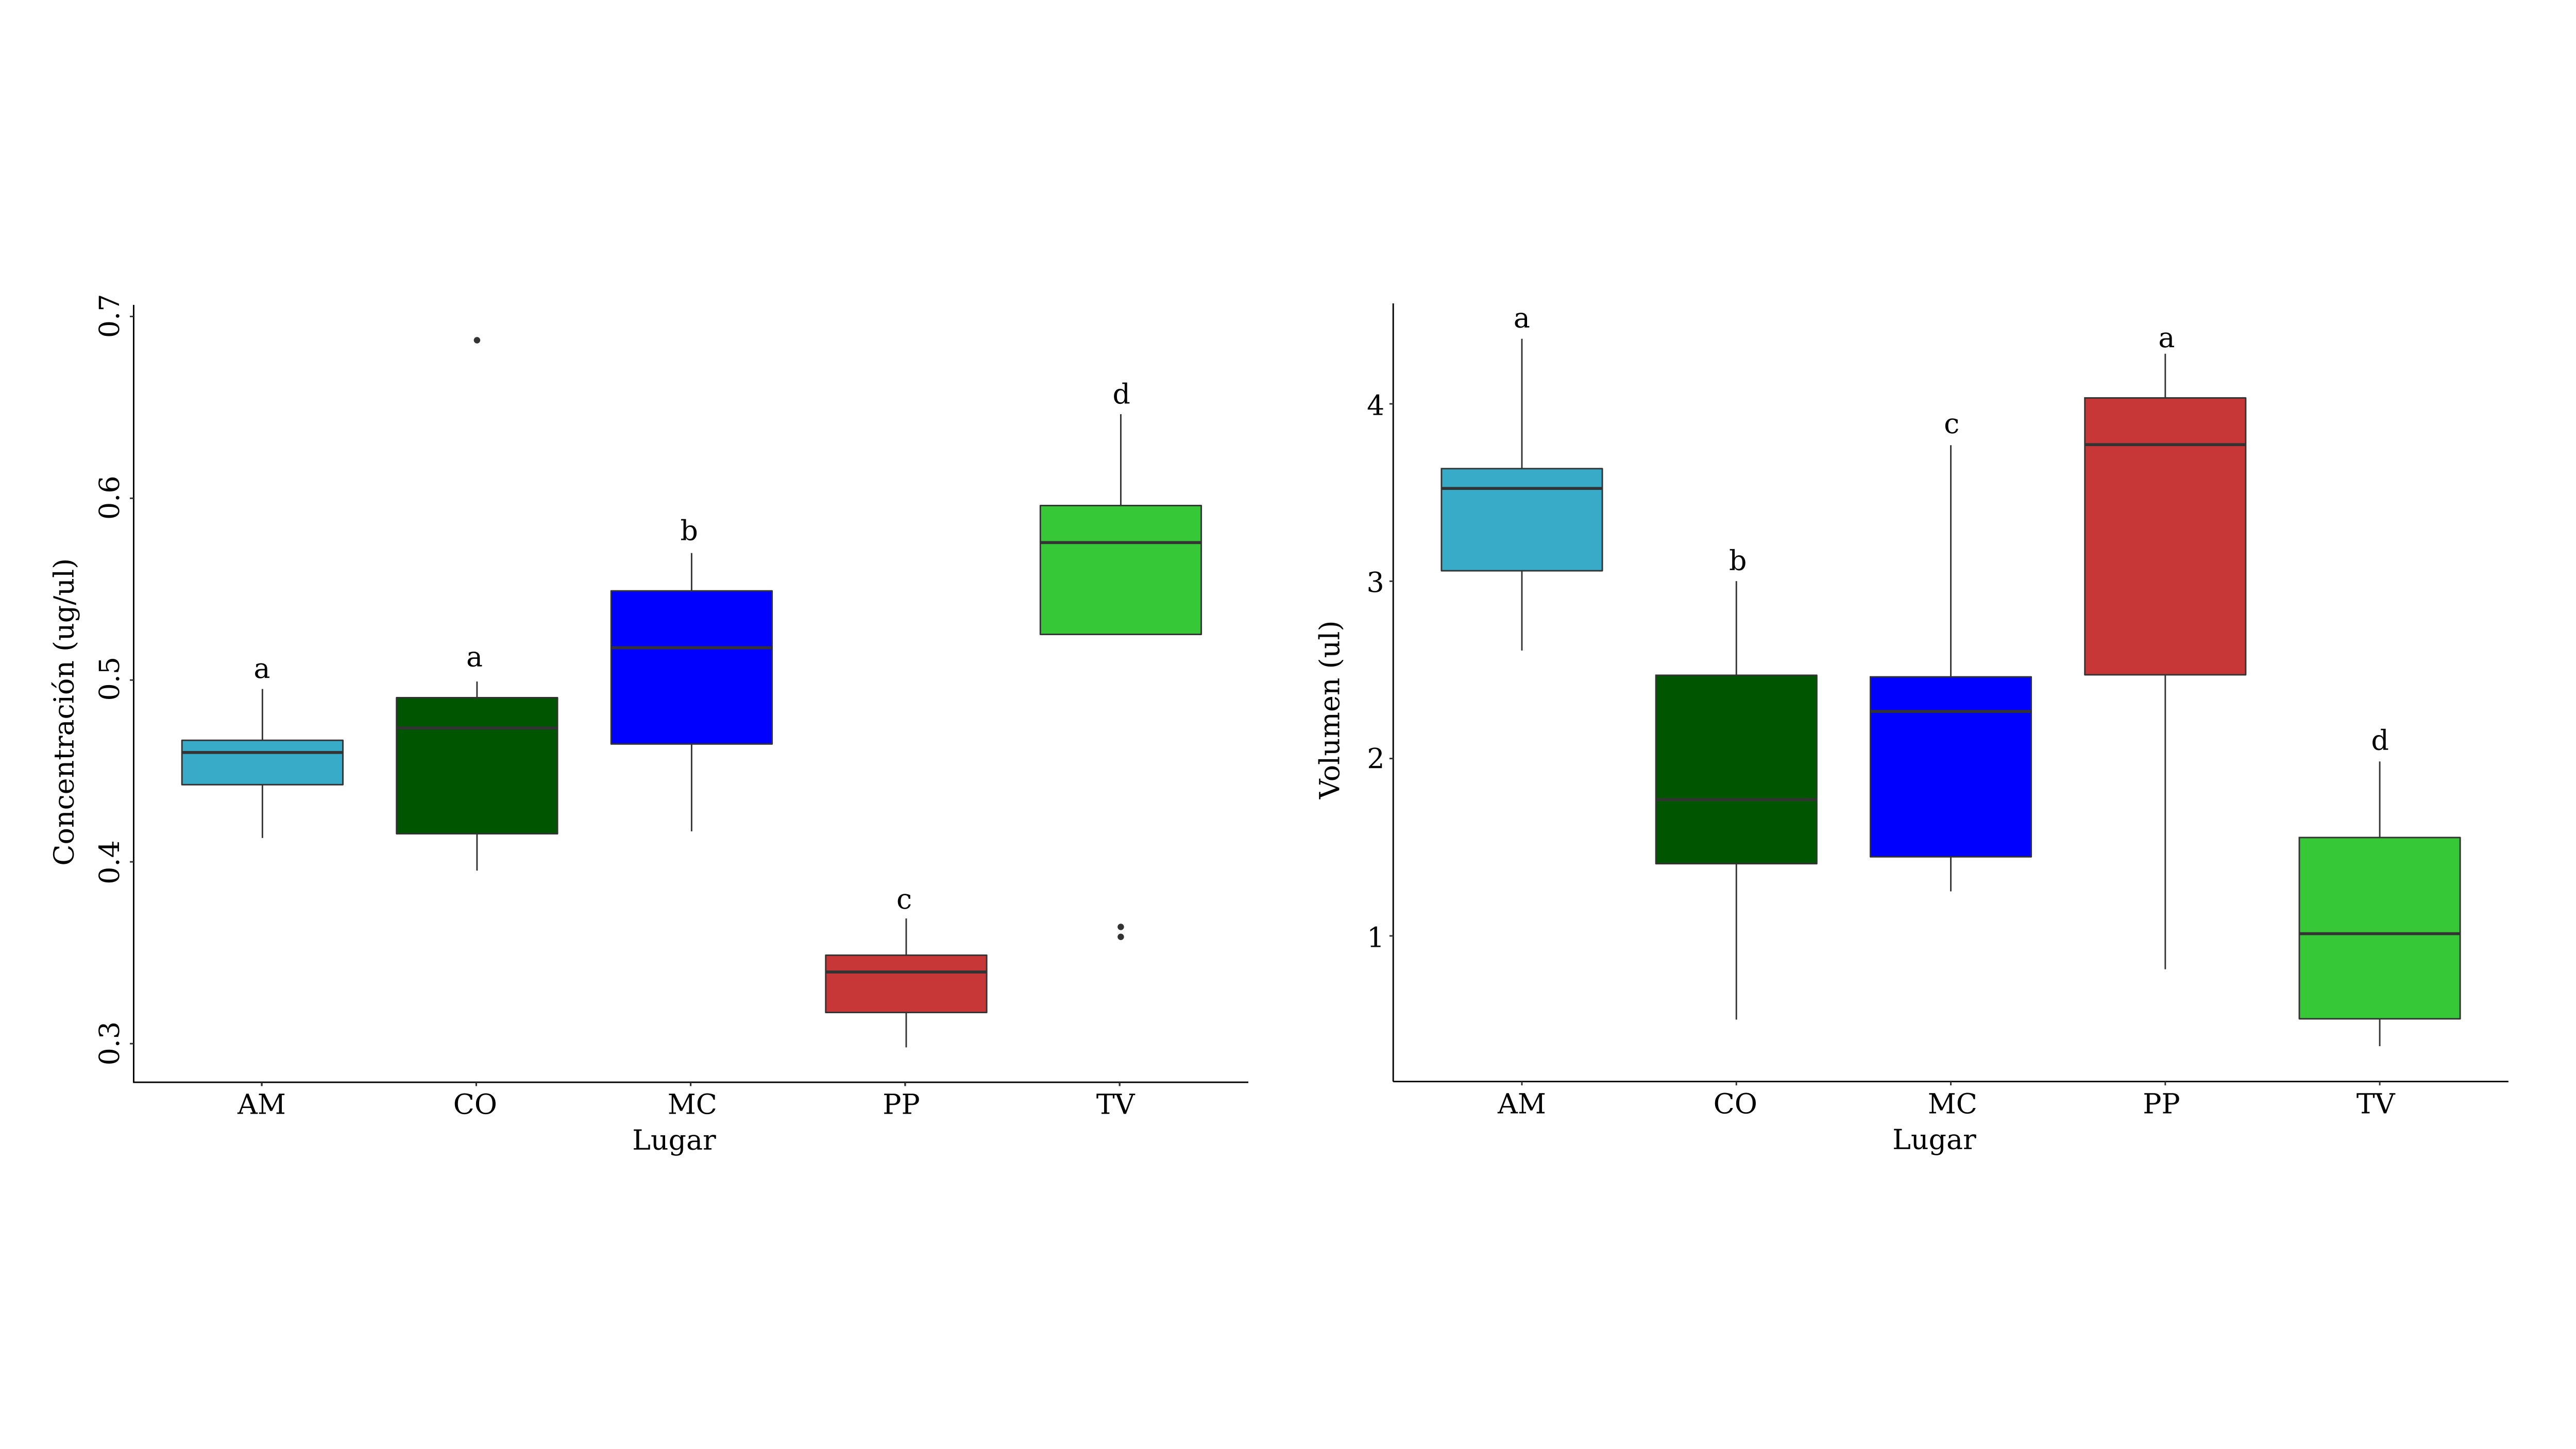 Concentración (ug/ul)
0.7
0.6
0.5
0.4
0.3
a
a
b
c
d
AM CO MC PP TV
Lugar
Volumen (ul)
4
3
2
1
a
b
c
a
d
AM CO MC PP TV
Lugar